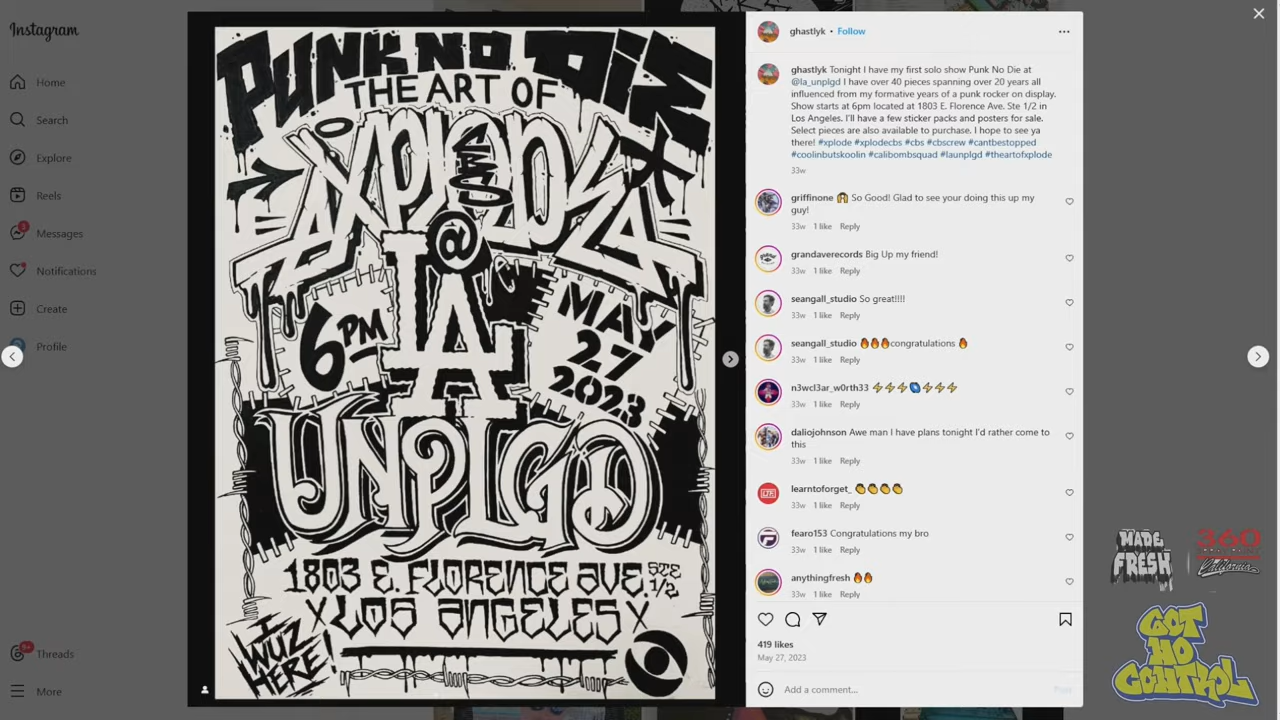 Instagram
Home
Search
Explore
Reels
Messages
Notifications
Create
Profile
9+
Threads
More
PUNK NO DIE
THE ART OF
XPLODE
CBS
@
LA
6PM
MAY
27
2023
UNPLGD
1803 E. FLORENCE AVE. STE 1/2
X LOS ANGELES X
I WUZ HERE!
ghastlyk • Follow
ghastlyk Tonight I have my first solo show Punk No Die at
@la_unplgd I have over 40 pieces spanning over 20 years all
influenced from my formative years of a punk rocker on display.
Show starts at 6pm located at 1803 E. Florence Ave. Ste 1/2 in
Los Angeles. I'll have a few sticker packs and posters for sale.
Select pieces are also available to purchase. I hope to see ya
there! #xplode #xplodecbs #cbs #cbscrew #cantbestopped
#coolinbutskoolin #calibombsquad #launplgd #theartofxplode
33w
griffinone 🙌 So Good! Glad to see your doing this up my
guy!
33w 1 like Reply
grandaverecords Big Up my friend!
33w 1 like Reply
seangall_studio So great!!!!
33w 1 like Reply
seangall_studio 🔥🔥🔥congratulations 🔥
33w 1 like Reply
n3wcl3ar_w0rth33 ⚡⚡⚡🌀⚡⚡⚡
33w 1 like Reply
daliojohnson Awe man I have plans tonight I'd rather come to
this
33w 1 like Reply
learntoforget_ 👏👏👏👏
33w 1 like Reply
fearo153 Congratulations my bro
33w 1 like Reply
anythingfresh 🔥🔥
33w 1 like Reply
419 likes
May 27, 2023
Add a comment...
Post
MADE FRESH
360
California
GOT
NO
CONTROL